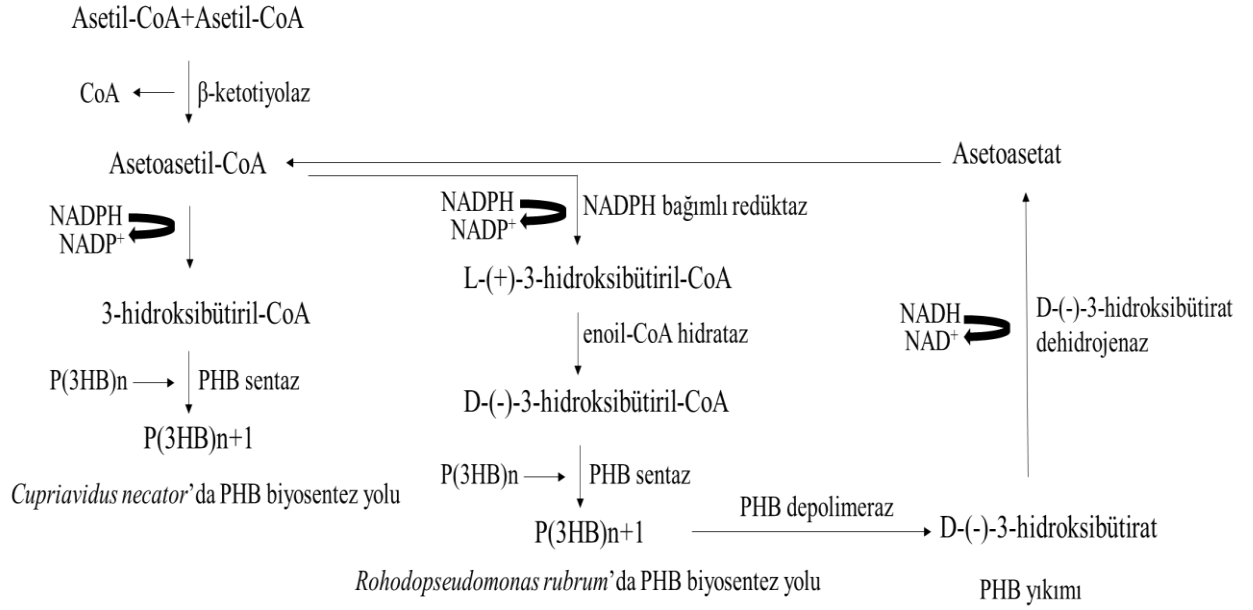 Asetil-CoA+Asetil-CoA
CoA
β-ketotiyolaz
Asetoasetil-CoA
NADPH
NADP⁺
3-hidroksibütiril-CoA
P(3HB)n
PHB sentaz
P(3HB)n+1
Cupriavidus necator'da PHB biyosentez yolu
NADPH
NADP⁺
NADPH bağımlı redüktaz
L-(+)-3-hidroksibütiril-CoA
enoil-CoA hidrataz
D-(-)-3-hidroksibütiril-CoA
P(3HB)n
PHB sentaz
P(3HB)n+1
Rohodopseudomonas rubrum'da PHB biyosentez yolu
PHB depolimeraz
Asetoasetat
NADH
NAD⁺
D-(-)-3-hidroksibütirat
dehidrojenaz
D-(-)-3-hidroksibütirat
PHB yıkımı